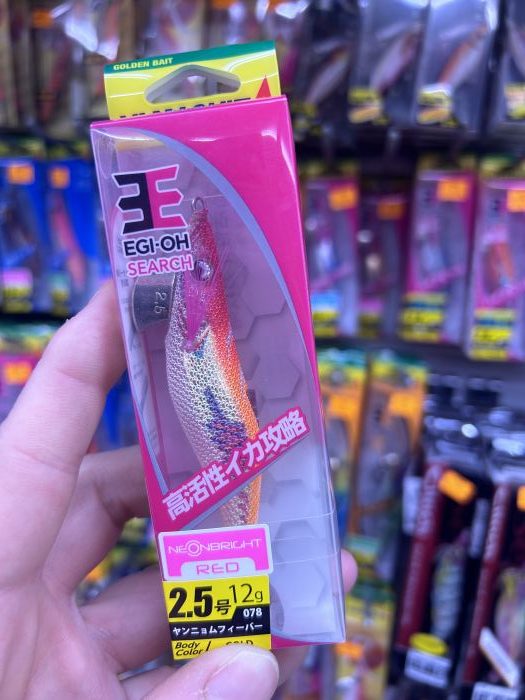 GOLDEN BAIT
EGI-OH
SEARCH
2.5
高活性イカ攻略
NEONBRIGHT
RED
2.5号 12g
078
ヤンニョムフィーバー
Body
Color